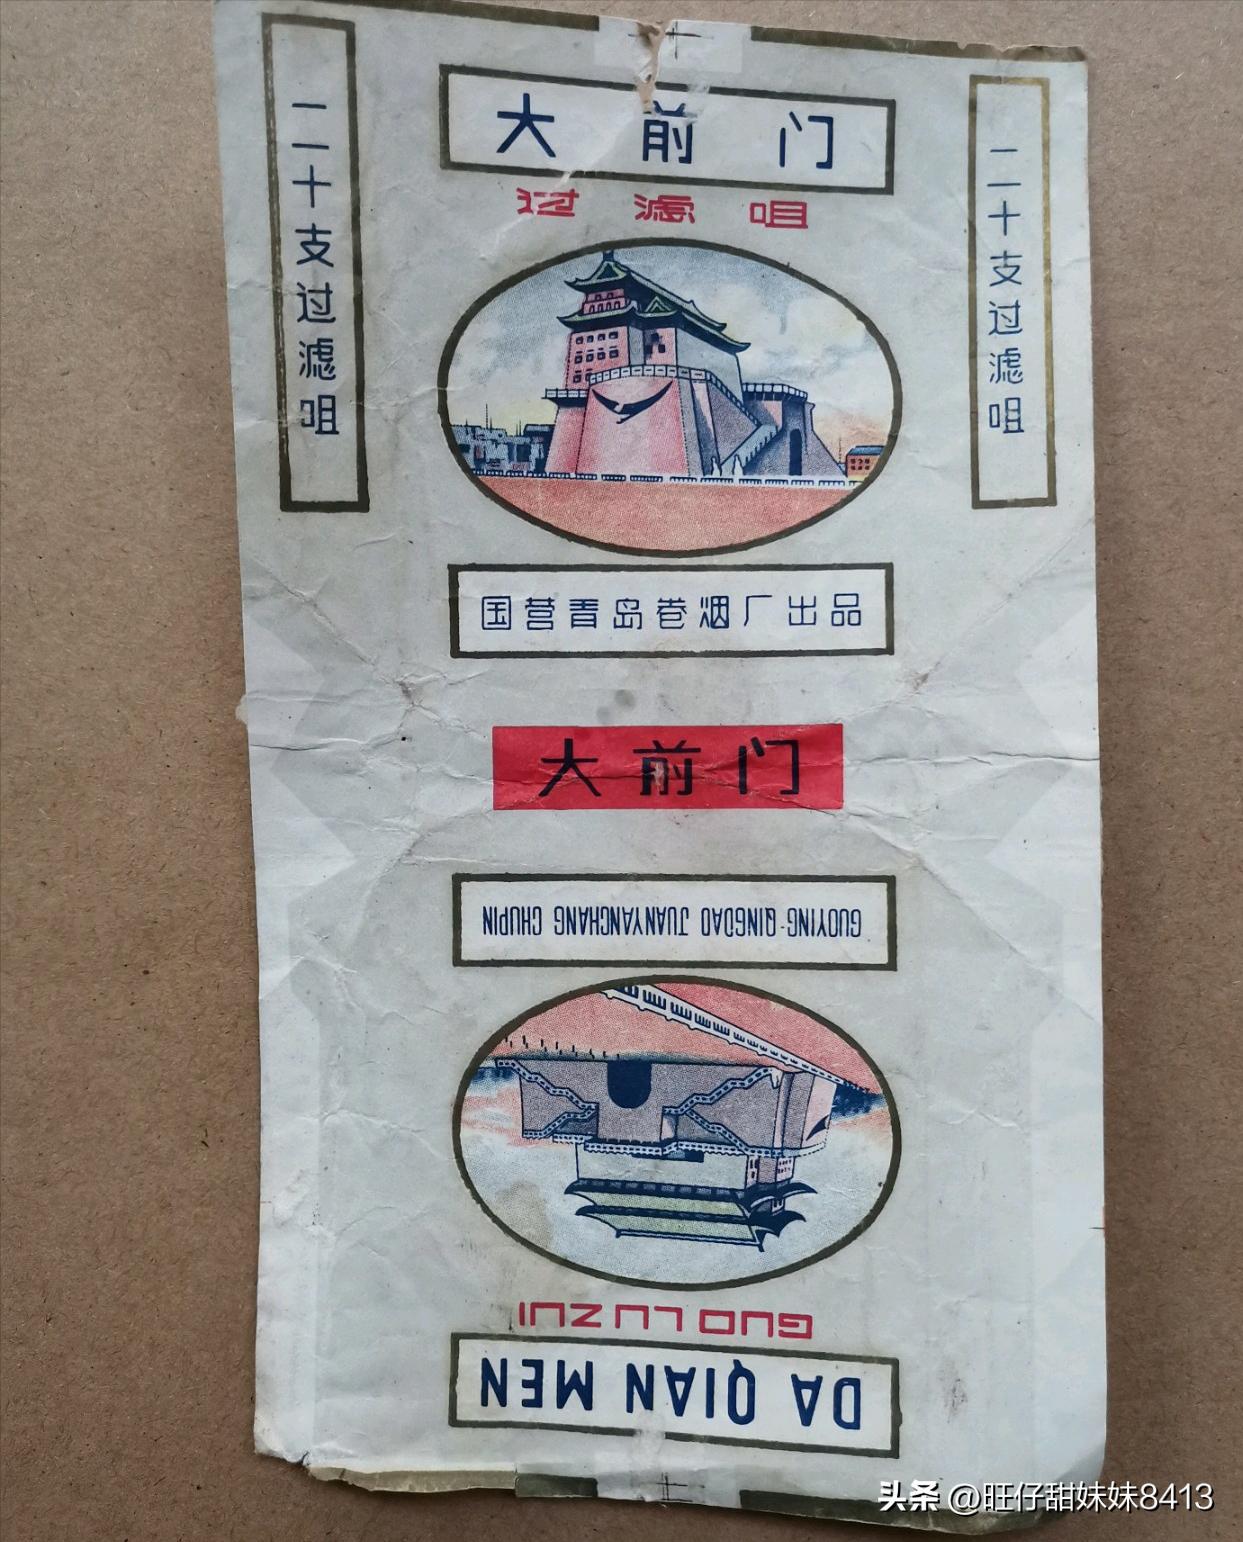 大前门
过滤咀
二十支过滤咀
二十支过滤咀
国营青岛卷烟厂出品
大前门
GUOYING·QINGDAO JUANYANCHANG CHUPIN
GUO LU ZUI
DA QIAN MEN
头条 @旺仔甜妹妹8413